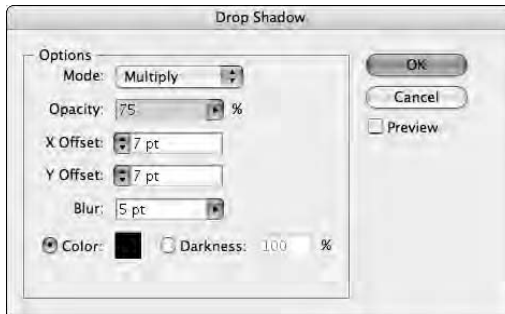 Drop Shadow
Options
Mode: Multiply
Opacity: 75 %
X Offset: 7 pt
Y Offset: 7 pt
Blur: 5 pt
Color: Darkness: 100 %
OK
Cancel
Preview